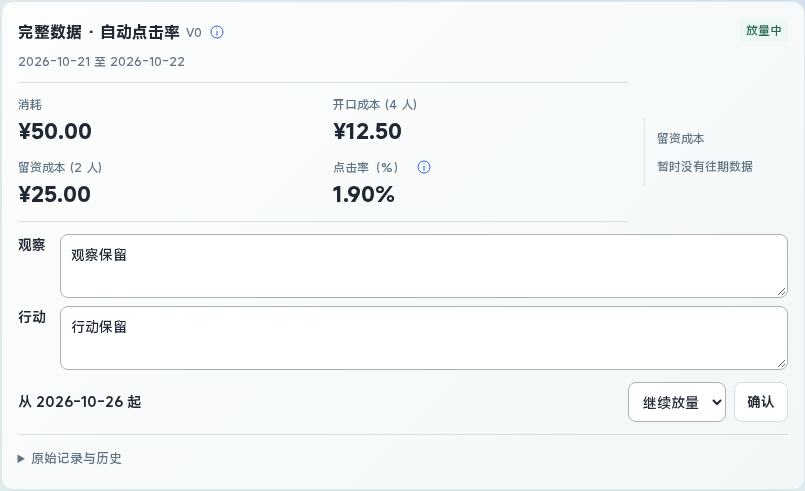 完整数据 · 自动点击率 V0
放量中
2026-10-21 至 2026-10-22
消耗
¥50.00
开口成本 (4 人)
¥12.50
留资成本 (2 人)
¥25.00
点击率 (%)
1.90%
留资成本
暂时没有往期数据
观察
观察保留
行动
行动保留
从 2026-10-26 起
继续放量
确认
原始记录与历史